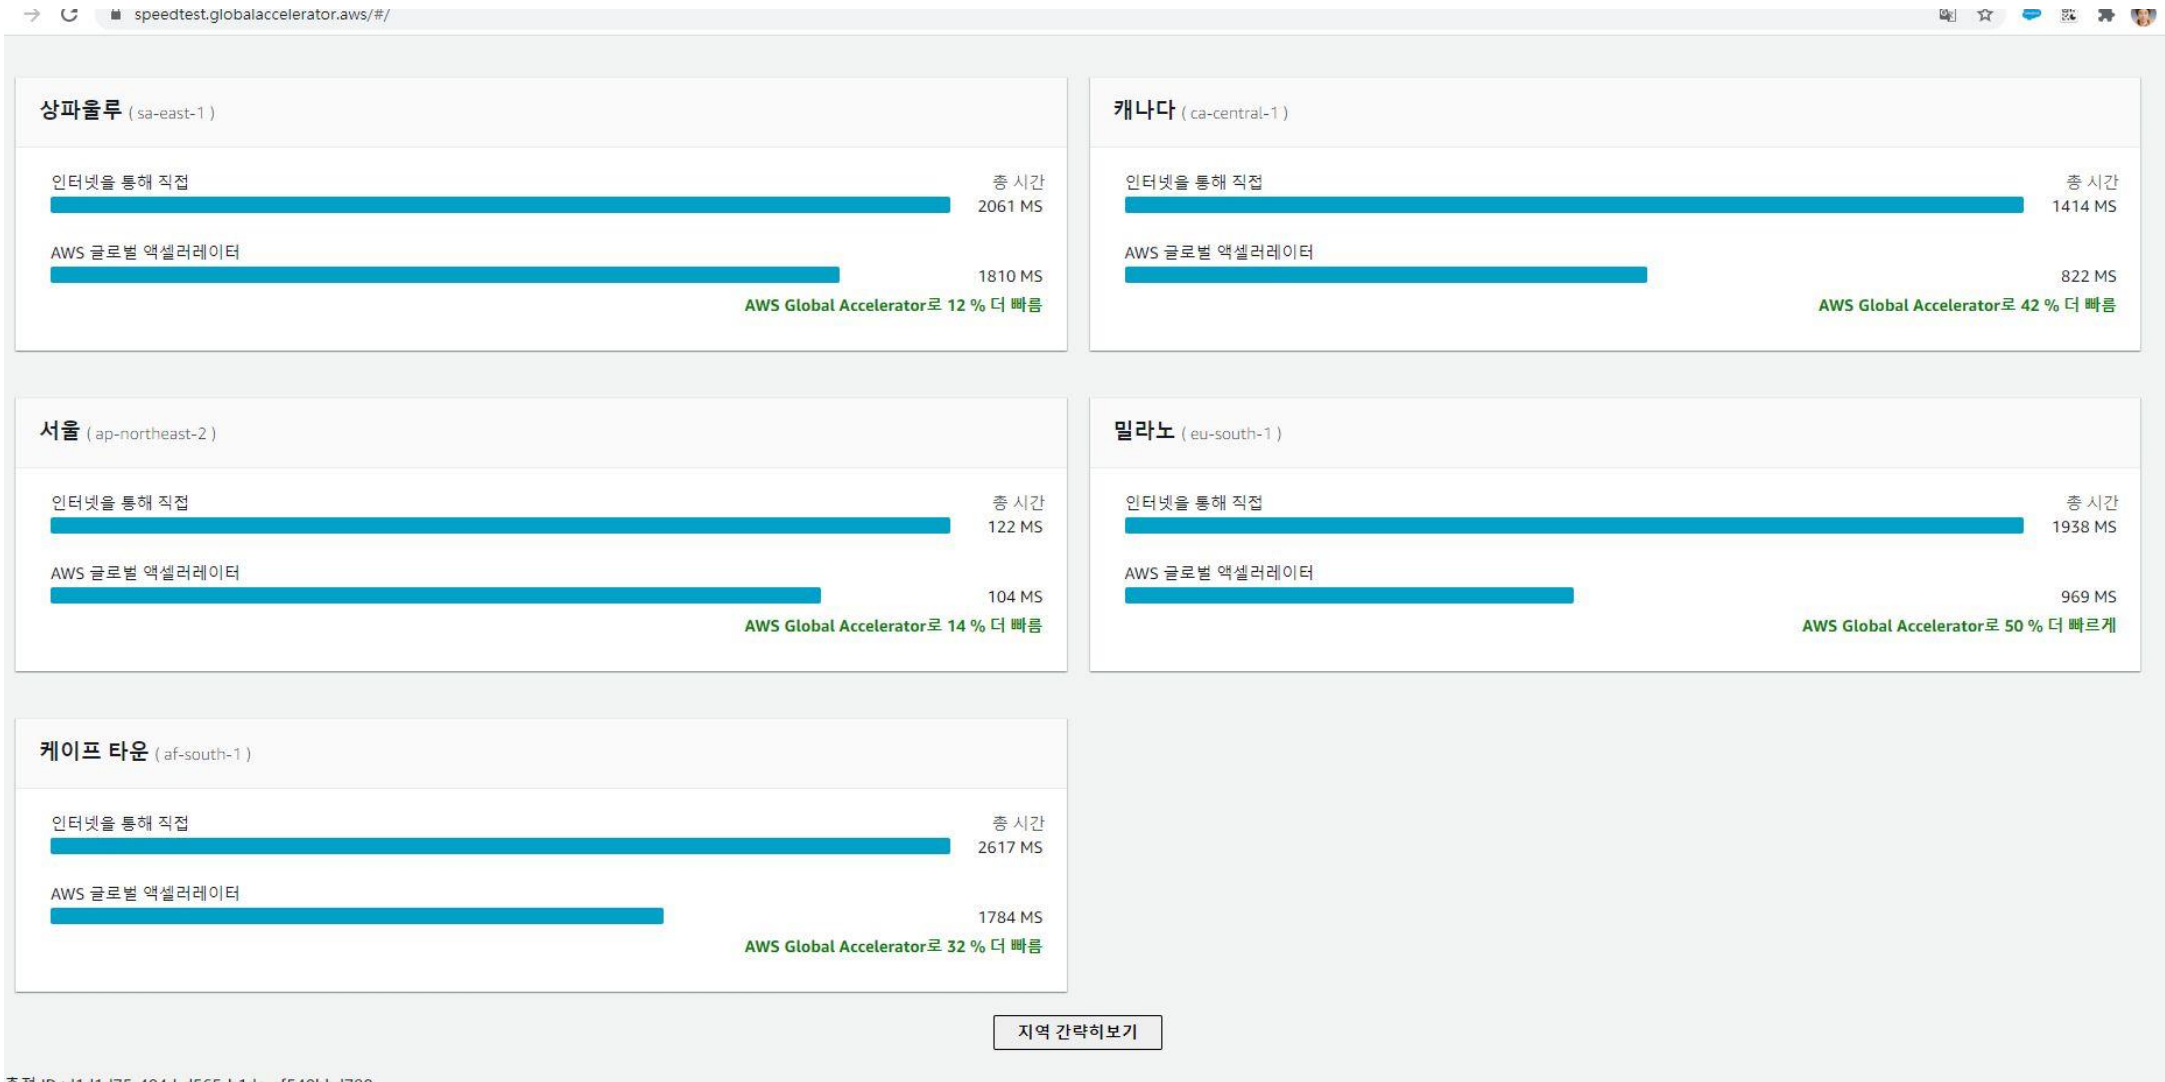 speedtest.globalaccelerator.aws/#/
상파울루 ( sa-east-1 )
인터넷을 통해 직접 총 시간
2061 MS
AWS 글로벌 액셀러레이터
1810 MS
AWS Global Accelerator로 12 % 더 빠름
캐나다 ( ca-central-1 )
인터넷을 통해 직접 총 시간
1414 MS
AWS 글로벌 액셀러레이터
822 MS
AWS Global Accelerator로 42 % 더 빠름
서울 ( ap-northeast-2 )
인터넷을 통해 직접 총 시간
122 MS
AWS 글로벌 액셀러레이터
104 MS
AWS Global Accelerator로 14 % 더 빠름
밀라노 ( eu-south-1 )
인터넷을 통해 직접 총 시간
1938 MS
AWS 글로벌 액셀러레이터
969 MS
AWS Global Accelerator로 50 % 더 빠르게
케이프 타운 ( af-south-1 )
인터넷을 통해 직접 총 시간
2617 MS
AWS 글로벌 액셀러레이터
1784 MS
AWS Global Accelerator로 32 % 더 빠름
지역 간략히보기